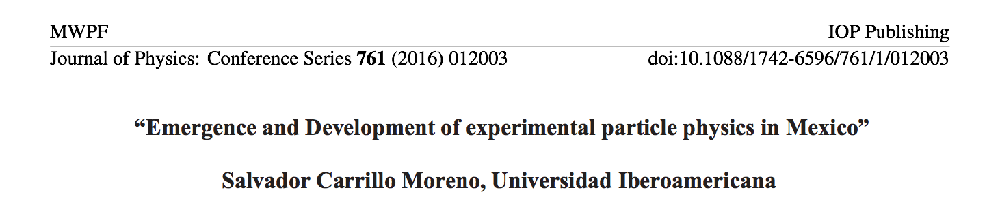 MWPF IOP Publishing
Journal of Physics: Conference Series 761 (2016) 012003 doi:10.1088/1742-6596/761/1/012003
“Emergence and Development of experimental particle physics in Mexico”
Salvador Carrillo Moreno, Universidad Iberoamericana